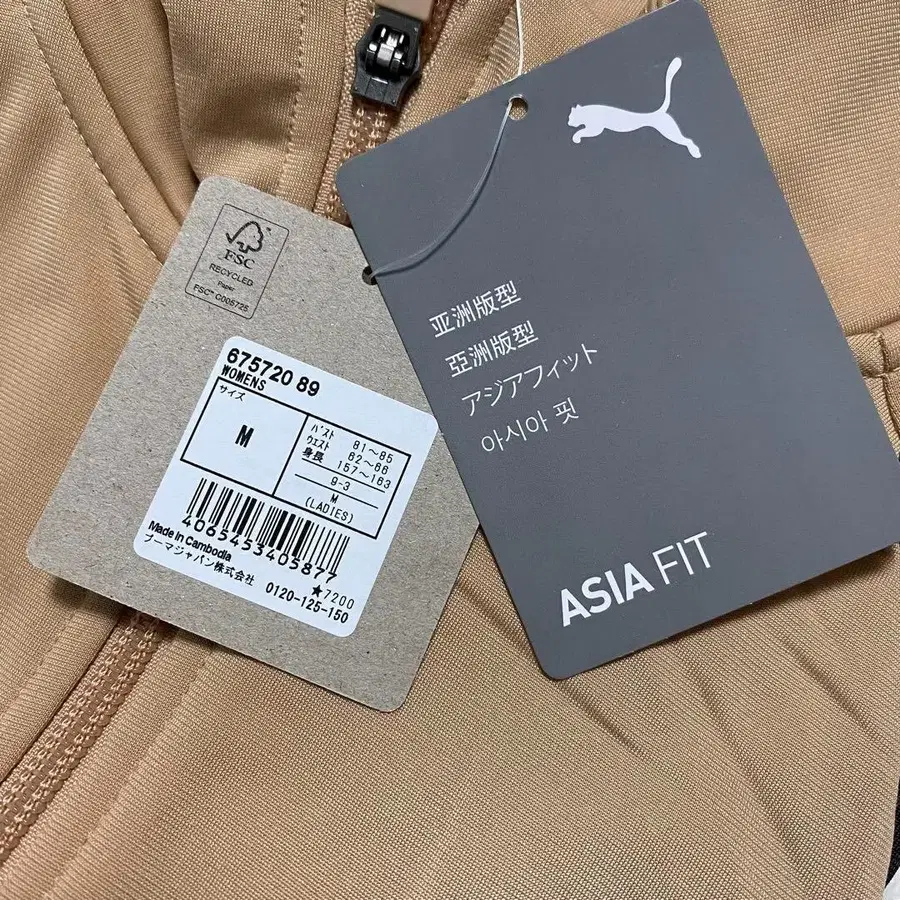 FSC
RECYCLED
Paper
FSC™ C005725
675720 89
WOMENS
サイズ
M
バスト 81～85
ウエスト 62～66
身長 157～163
9-3
M
(LADIES)
4065453405877
Made in Cambodia
★7200
プーマジャパン株式会社 0120-125-150
亚洲版型
亞洲版型
アジアフィット
아시아 핏
ASIA FIT